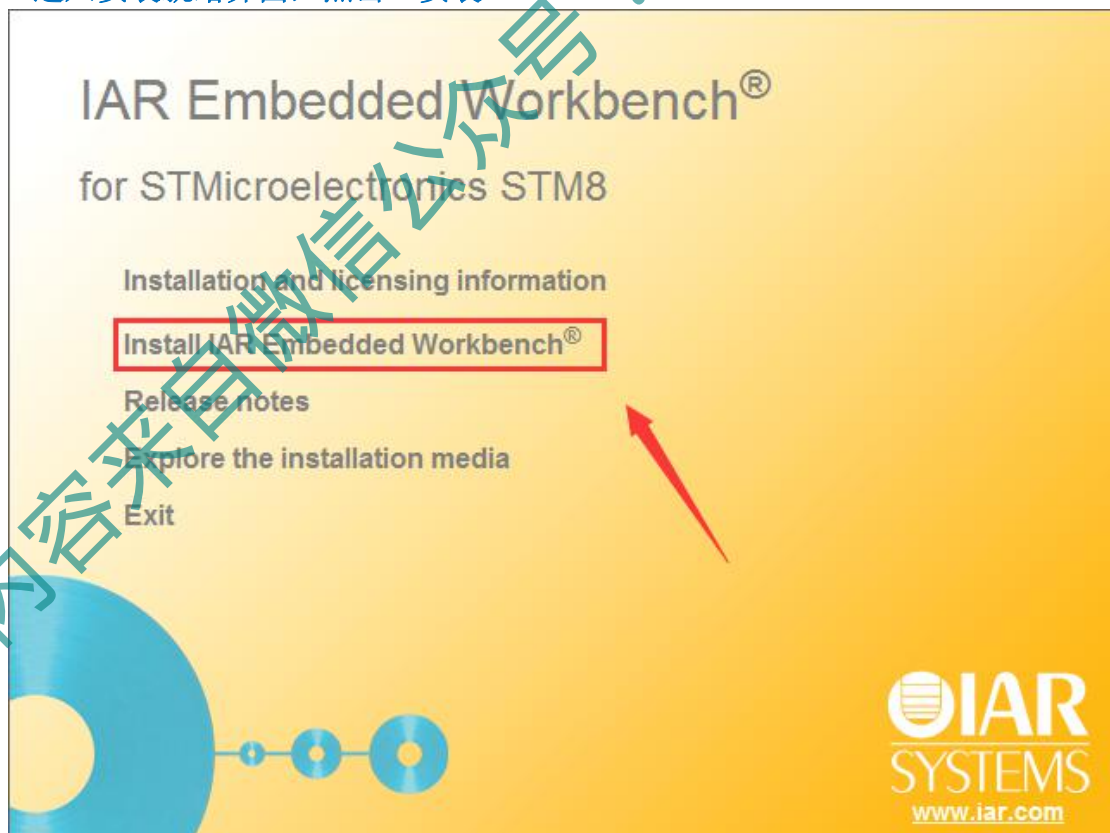 IAR Embedded Workbench®
for STMicroelectronics STM8
Installation and licensing information
Install IAR Embedded Workbench®
Release notes
Explore the installation media
Exit
内容来自微信公众号
IAR
SYSTEMS
www.iar.com